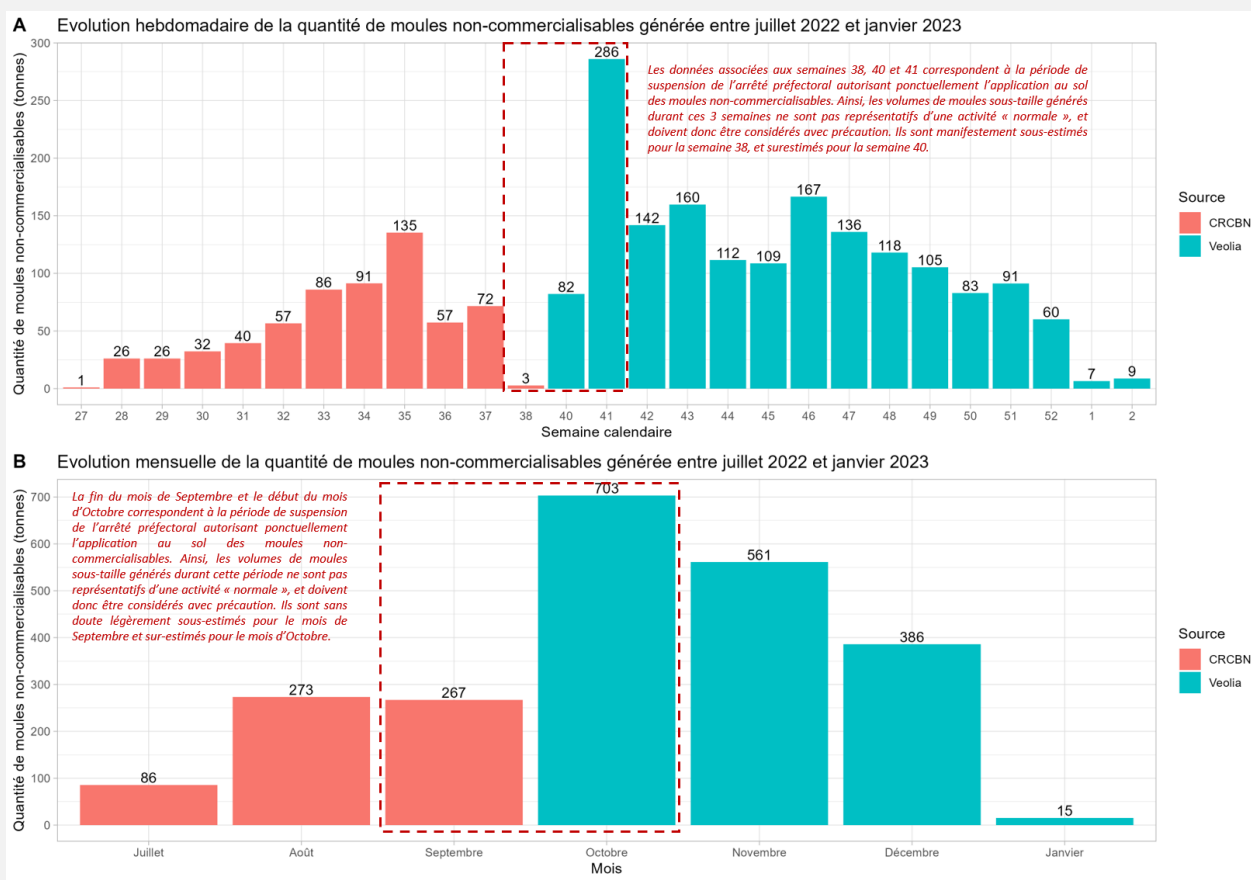 A Evolution hebdomadaire de la quantité de moules non-commercialisables générée entre juillet 2022 et janvier 2023
Quantité de moules non-commercialisables (tonnes)
300
250
200
150
100
50
0
1
26
26
32
40
57
86
91
135
57
72
3
82
286
142
160
112
109
167
136
118
105
83
91
60
7
9
Les données associées aux semaines 38, 40 et 41 correspondent à la période de
suspension de l'arrêté préfectoral autorisant ponctuellement l'application au sol
des moules non-commercialisables. Ainsi, les volumes de moules sous-taille générés
durant ces 3 semaines ne sont pas représentatifs d'une activité « normale », et
doivent donc être considérés avec précaution. Ils sont manifestement sous-estimés
pour la semaine 38, et surestimés pour la semaine 40.
27 28 29 30 31 32 33 34 35 36 37 38 40 41 42 43 44 45 46 47 48 49 50 51 52 1 2
Semaine calendaire
Source
CRCBN
Veolia
B Evolution mensuelle de la quantité de moules non-commercialisables générée entre juillet 2022 et janvier 2023
Quantité de moules non-commercialisables (tonnes)
700
600
500
400
300
200
100
0
La fin du mois de Septembre et le début du mois
d'Octobre correspondent à la période de suspension
de l'arrêté préfectoral autorisant ponctuellement
l'application au sol des moules non-
commercialisables. Ainsi, les volumes de moules
sous-taille générés durant cette période ne sont pas
représentatifs d'une activité « normale », et doivent
donc être considérés avec précaution. Ils sont sans
doute légèrement sous-estimés pour le mois de
Septembre et sur-estimés pour le mois d'Octobre.
86
273
267
703
561
386
15
Juillet Août Septembre Octobre Novembre Décembre Janvier
Mois
Source
CRCBN
Veolia